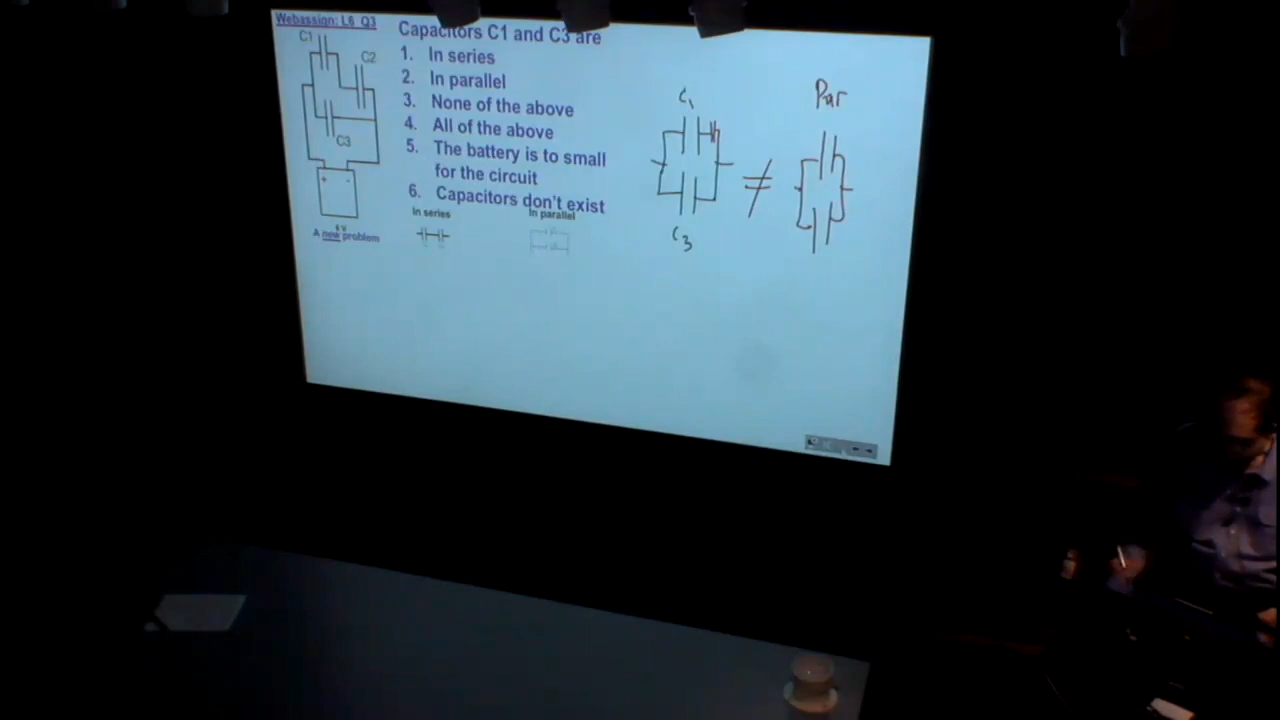 Webassign: L6 Q3
Capacitors C1 and C3 are
1. In series
2. In parallel
3. None of the above
4. All of the above
5. The battery is to small
for the circuit
6. Capacitors don't exist
C1
C2
C3
+ -
A new problem
In series
In parallel
C1
C3
≠
Par